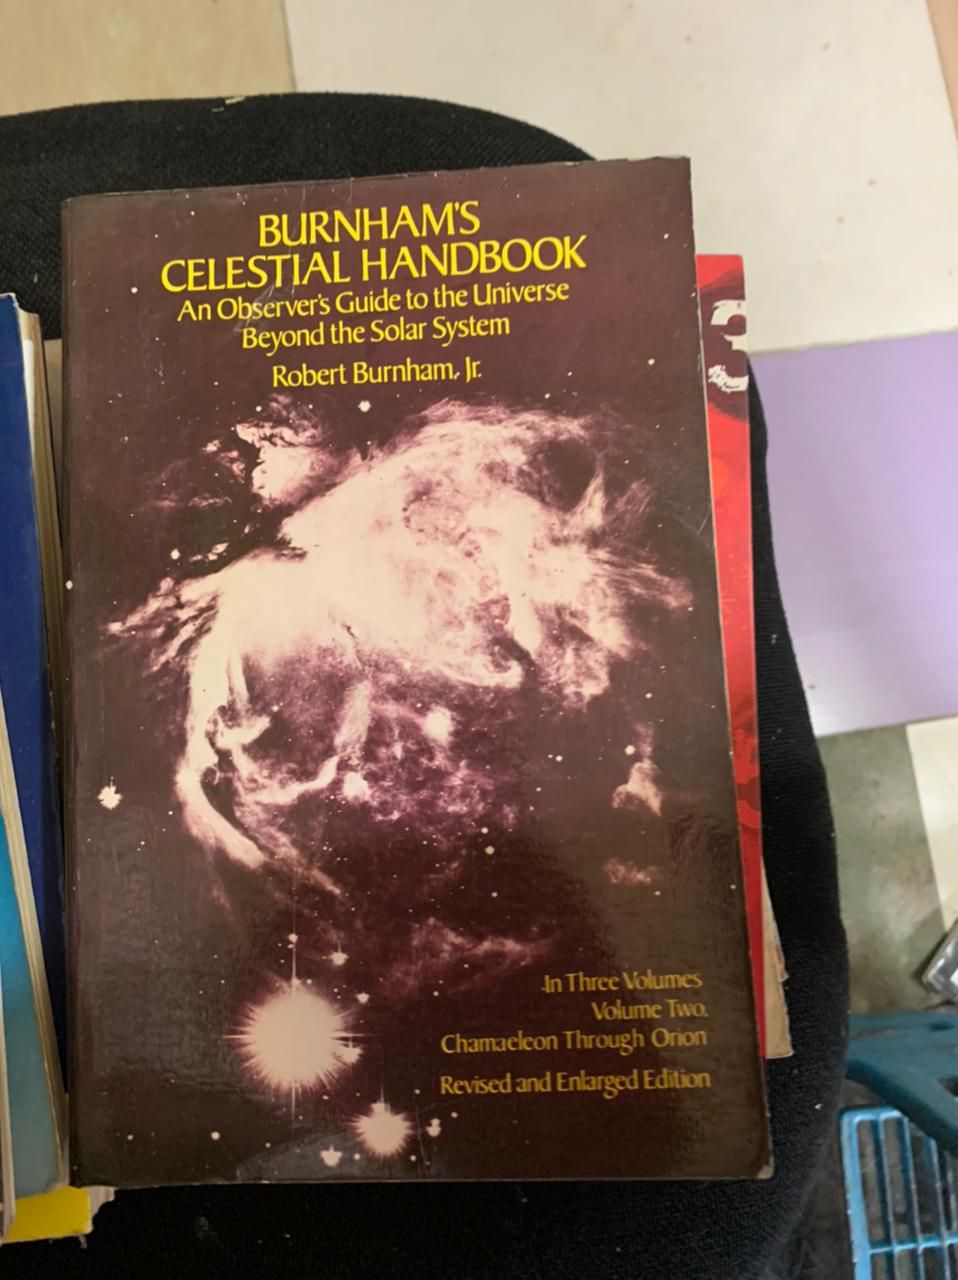 BURNHAM'S
CELESTIAL HANDBOOK
An Observer's Guide to the Universe
Beyond the Solar System
Robert Burnham, Jr.
In Three Volumes
Volume Two,
Chamaeleon Through Orion
Revised and Enlarged Edition